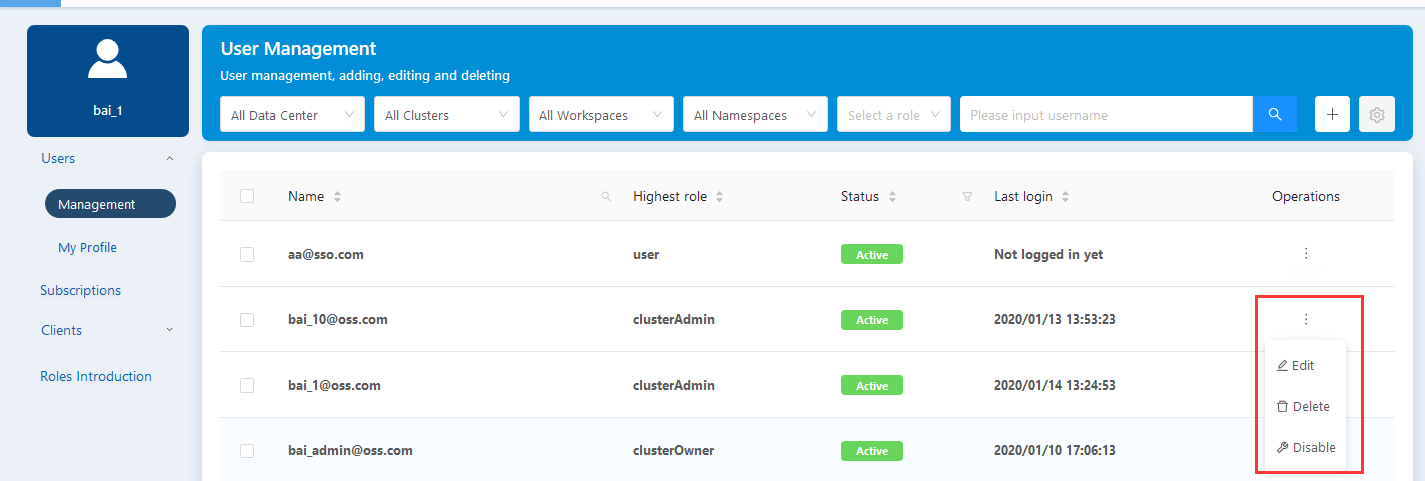 bai_1
Users
Management
My Profile
Subscriptions
Clients
Roles Introduction
User Management
User management, adding, editing and deleting
All Data Center All Clusters All Workspaces All Namespaces Select a role Please input username
Name Highest role Status Last login Operations
aa@sso.com user Active Not logged in yet
bai_10@oss.com clusterAdmin Active 2020/01/13 13:53:23
bai_1@oss.com clusterAdmin Active 2020/01/14 13:24:53
bai_admin@oss.com clusterOwner Active 2020/01/10 17:06:13
Edit
Delete
Disable